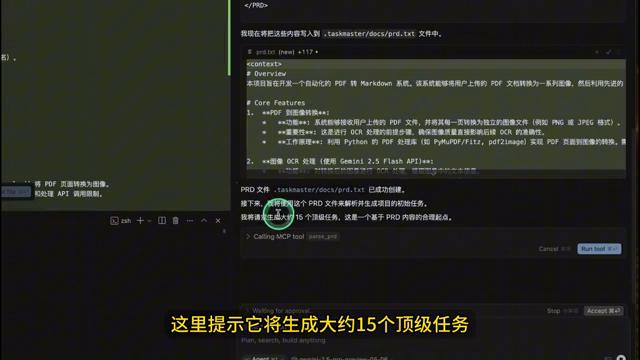 </PRD>
我现在将把这些内容写入到 .taskmaster/docs/prd.txt 文件中。
prd.txt (new) +117
<context>
# Overview
本项目旨在开发一个自动化的 PDF 转 Markdown 系统。该系统能够将用户上传的 PDF 文档转换为一系列图像，然后利用先进的
# Core Features
1. **PDF 到图像转换**:
* **功能**: 系统能够接收用户上传的 PDF 文件，并将其每一页转换为独立的图像文件（例如 PNG 或 JPEG 格式）。
* **重要性**: 这是进行 OCR 处理的前提步骤，确保图像质量直接影响后续 OCR 的准确性。
* **工作原理**: 利用 Python 的 PDF 处理库（如 PyMuPDF/Fitz, pdf2image）实现 PDF 页面到图像的转换。
2. **图像 OCR 处理 (使用 Gemini 2.5 Flash API)**:
将 PDF 页面转换为图像。
和处理 API 调用限制。
PRD 文件 .taskmaster/docs/prd.txt 已成功创建。
接下来，我将使用这个 PRD 文件来解析并生成项目的初始任务。
我将请求生成大约 15 个顶级任务，这是一个基于 PRD 内容的合理起点。
zsh
Calling MCP tool parse_prd
Cancel Run tool
Waiting for approval
Stop Accept
Plan, search, build anything
这里提示它将生成大约15个顶级任务
Agent